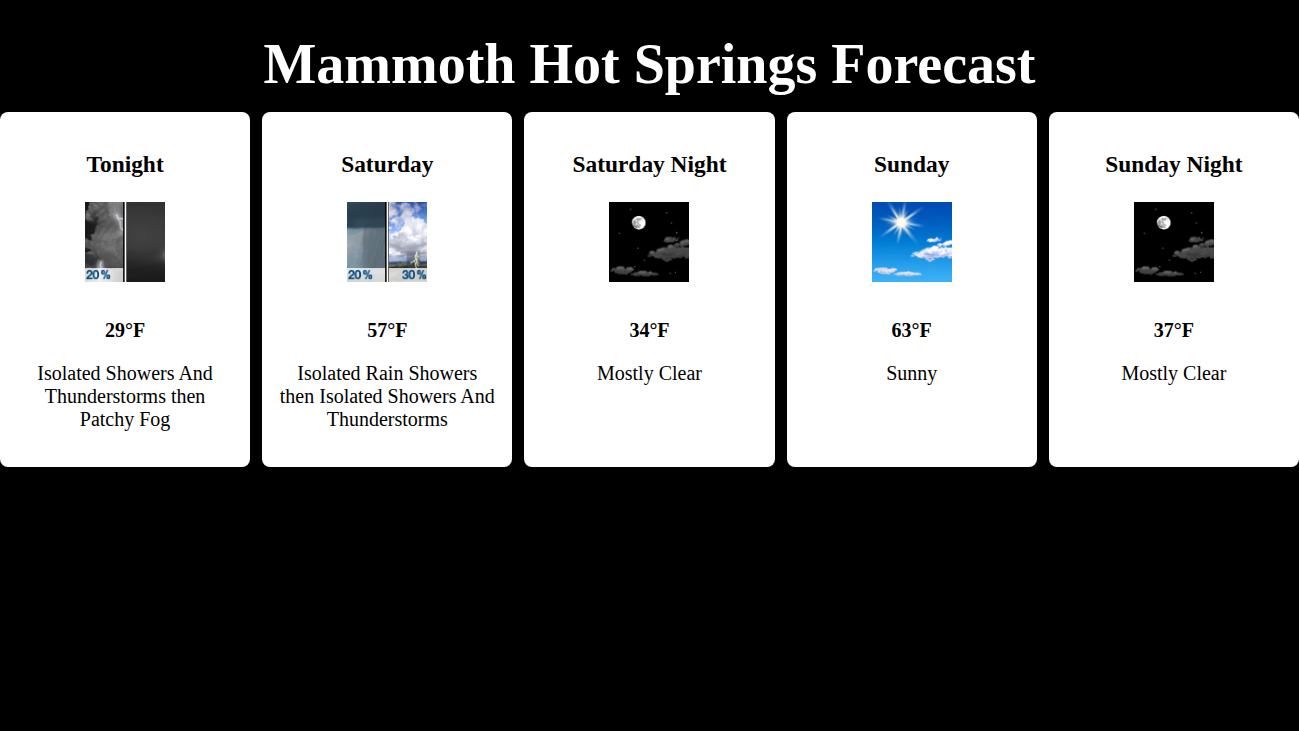 Mammoth Hot Springs Forecast
Tonight
20%
29°F
Isolated Showers And
Thunderstorms then
Patchy Fog
Saturday
20% 30%
57°F
Isolated Rain Showers
then Isolated Showers And
Thunderstorms
Saturday Night
34°F
Mostly Clear
Sunday
63°F
Sunny
Sunday Night
37°F
Mostly Clear